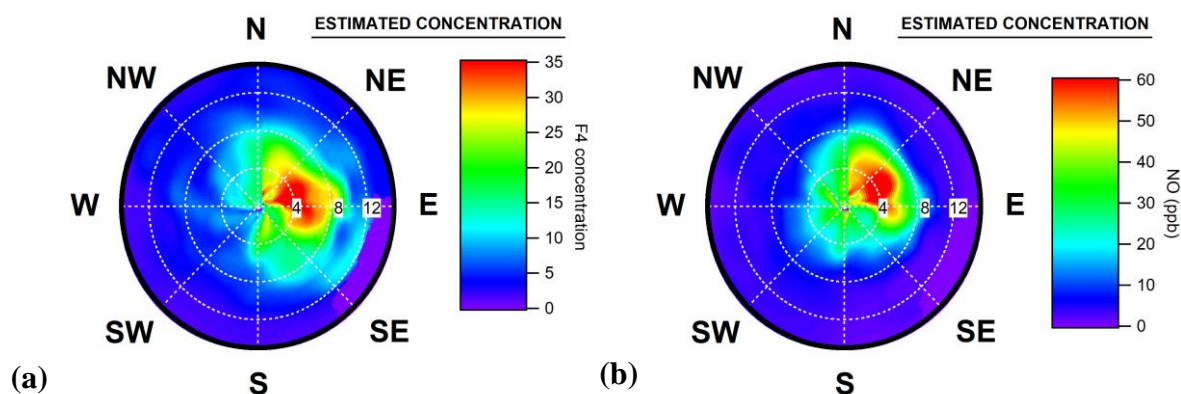 ESTIMATED CONCENTRATION
N
NW
NE
W
E
SW
SE
S
4
8
12
35
30
25
20
15
10
5
0
F4 concentration
(a)
ESTIMATED CONCENTRATION
N
NW
NE
W
E
SW
SE
S
4
8
12
60
50
40
30
20
10
0
NO (ppb)
(b)